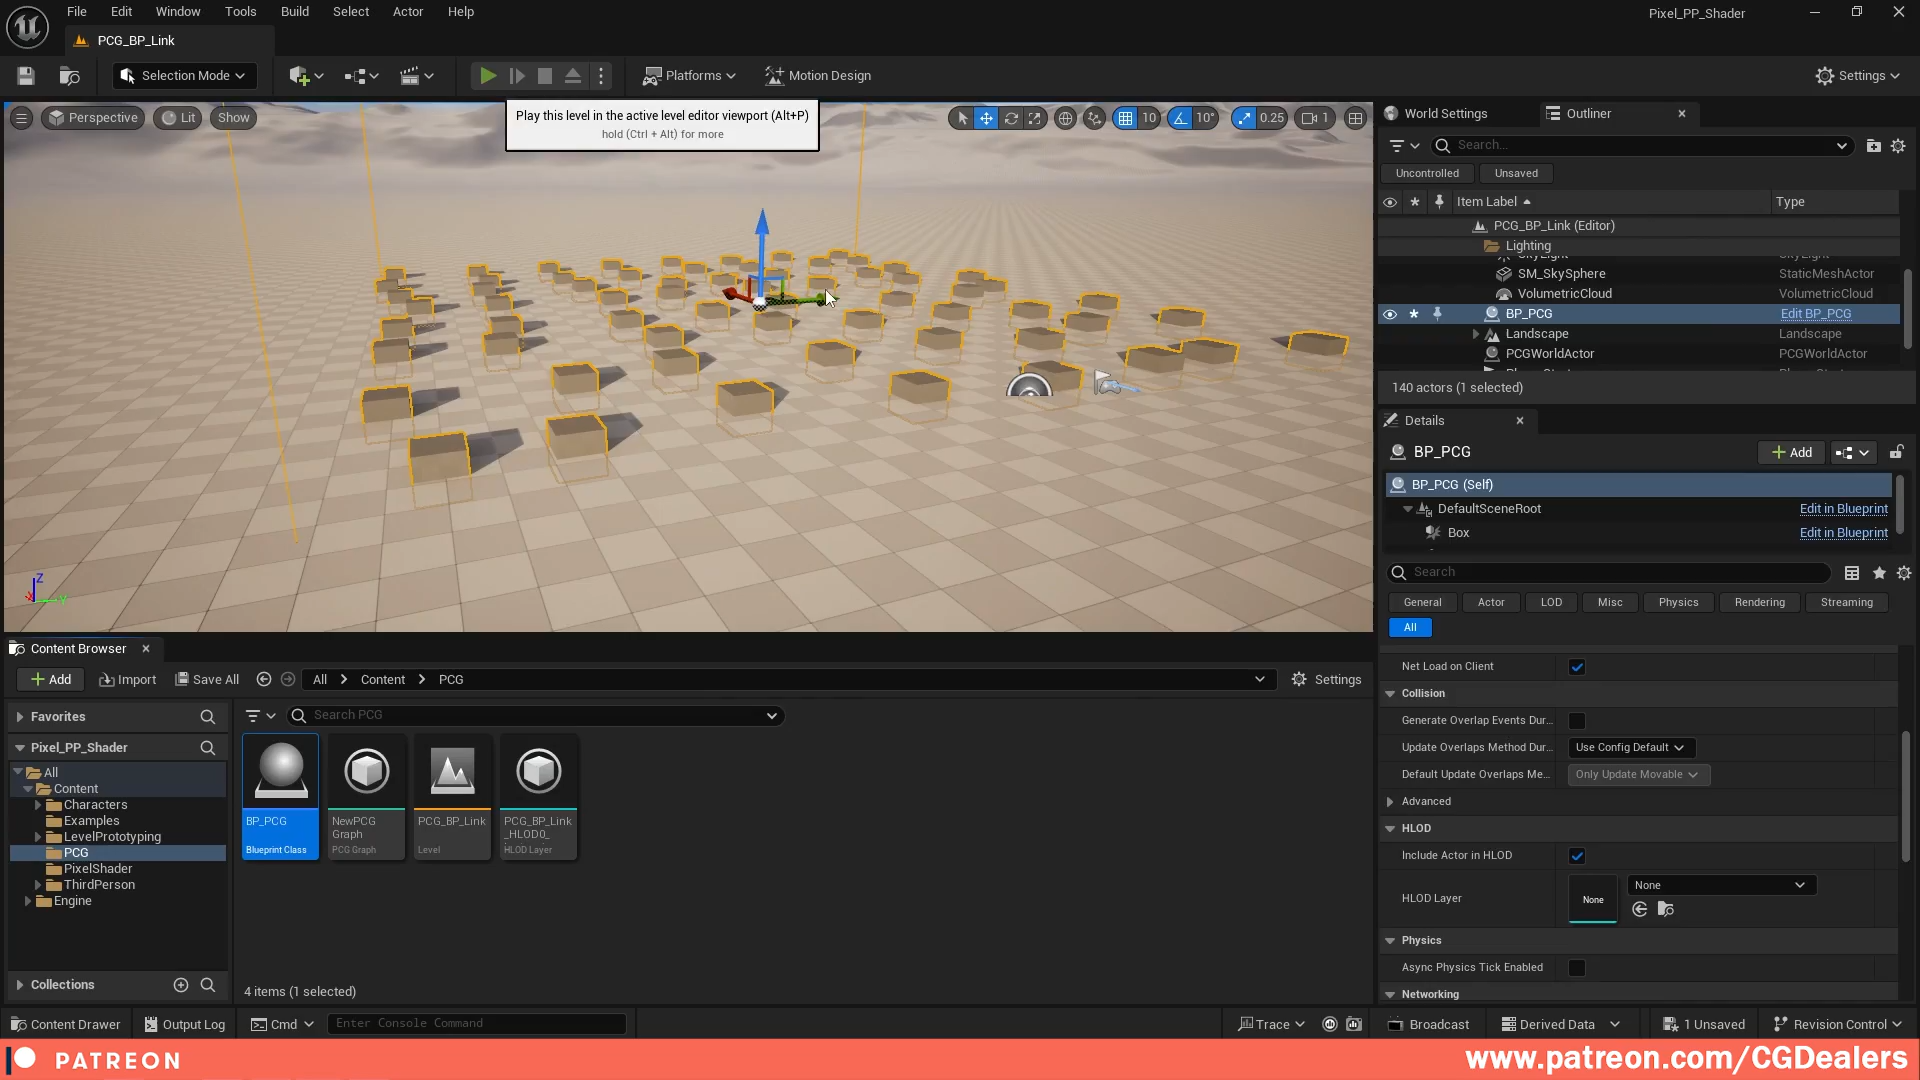 File Edit Window Tools Build Select Actor Help
Pixel_PP_Shader
PCG_BP_Link
Selection Mode
Platforms
Motion Design
Settings
Perspective
Lit
Show
Play this level in the active level editor viewport (Alt+P)
hold (Ctrl + Alt) for more
10
10°
0.25
1
World Settings
Outliner
Search...
Uncontrolled
Unsaved
Item Label
Type
PCG_BP_Link (Editor)
Lighting
SkyLight SkyLight
SM_SkySphere StaticMeshActor
VolumetricCloud VolumetricCloud
BP_PCG Edit BP_PCG
Landscape Landscape
PCGWorldActor PCGWorldActor
140 actors (1 selected)
Details
BP_PCG
Add
BP_PCG (Self)
DefaultSceneRoot Edit in Blueprint
Box Edit in Blueprint
Search
General Actor LOD Misc Physics Rendering Streaming
All
Net Load on Client
Collision
Generate Overlap Events Dur...
Update Overlaps Method Dur... Use Config Default
Default Update Overlaps Me... Only Update Movable
Advanced
HLOD
Include Actor in HLOD
HLOD Layer None None
Physics
Async Physics Tick Enabled
Networking
Z
X
Y
Content Browser
Add Import Save All All Content PCG Settings
Favorites
Search PCG
Pixel_PP_Shader
All
Content
Characters
Examples
LevelPrototyping
PCG
PixelShader
ThirdPerson
Engine
Collections
BP_PCG
Blueprint Class
NewPCG
Graph
PCG Graph
PCG_BP_Link
Level
PCG_BP_Link
_HLOD0_
HLOD Layer
4 items (1 selected)
Content Drawer Output Log Cmd Enter Console Command Trace Broadcast Derived Data 1 Unsaved Revision Control
PATREON
www.patreon.com/CGDealers